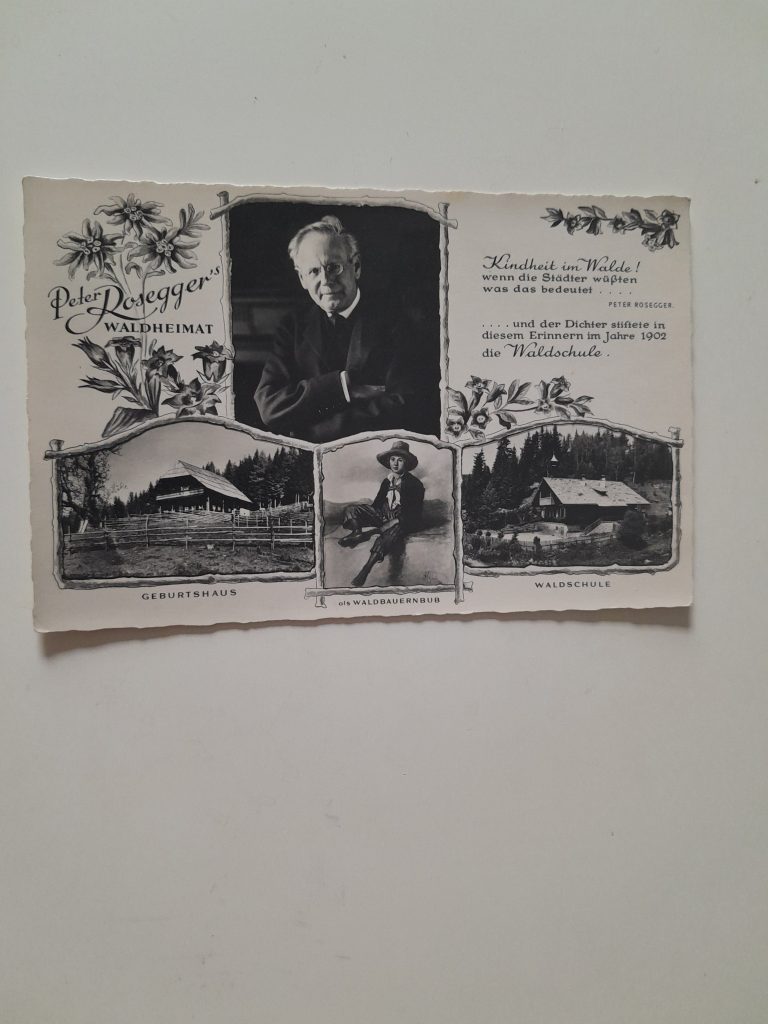 Peter
Rosegger's
WALDHEIMAT
Kindheit im Walde!
wenn die Städter wüßten
was das bedeutet . . . .
PETER ROSEGGER.
. . . . und der Dichter stiftete in
diesem Erinnern im Jahre 1902
die Waldschule.
GEBURTSHAUS
als WALDBAUERNBUB
WALDSCHULE